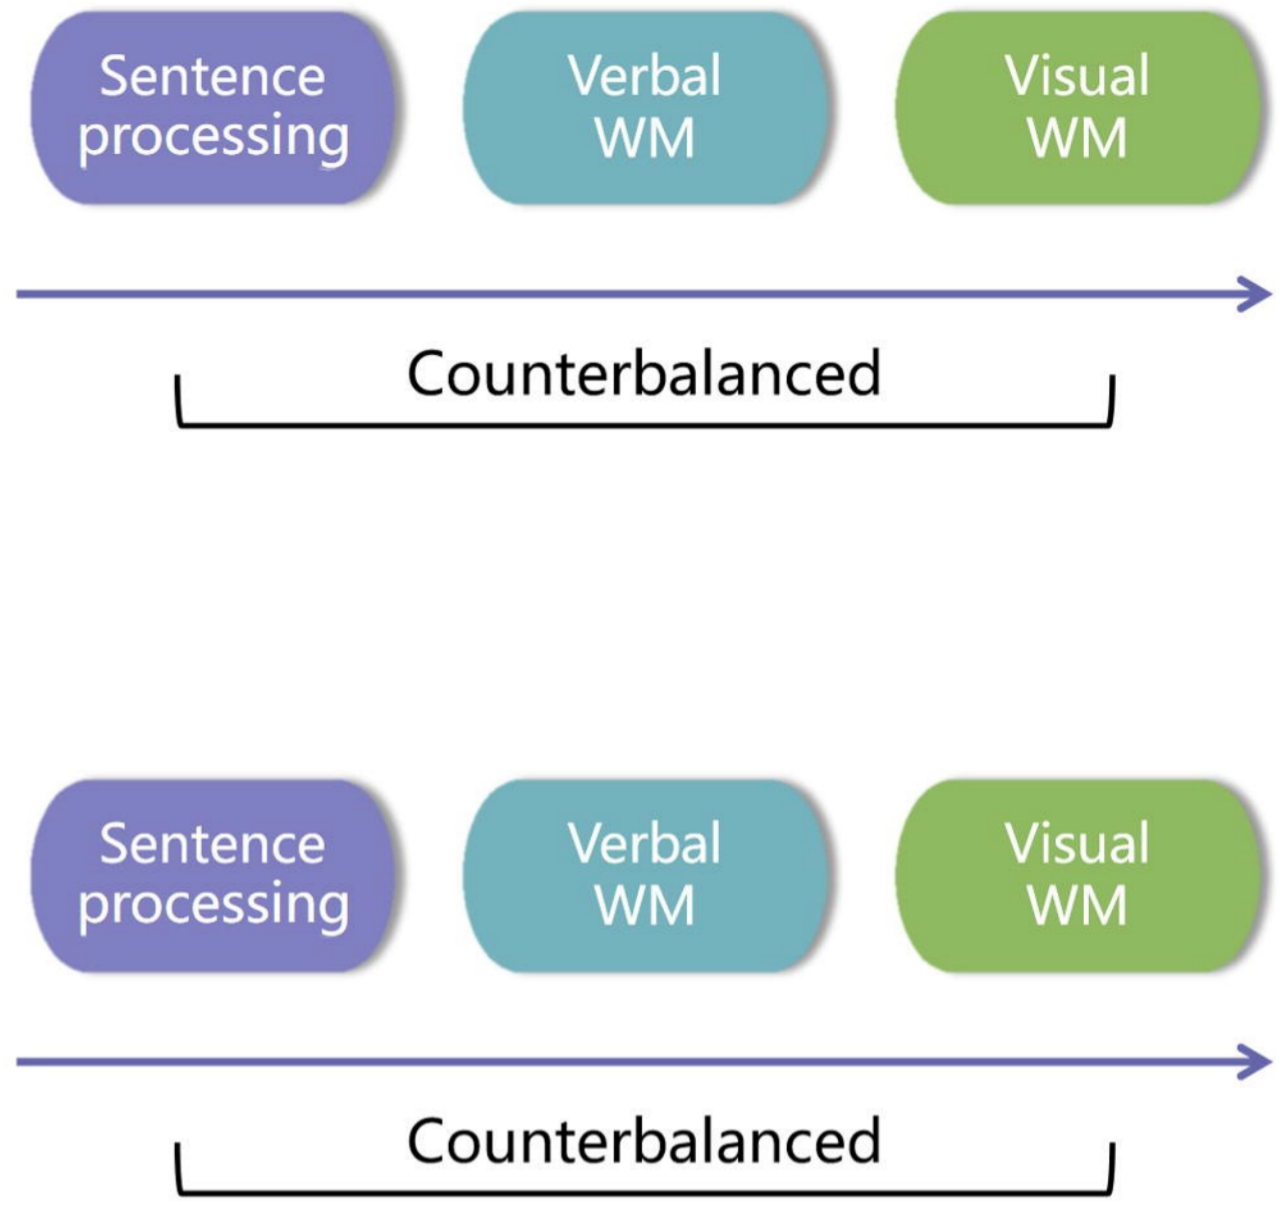 Sentence
processing
Verbal
WM
Visual
WM
Counterbalanced
Sentence
processing
Verbal
WM
Visual
WM
Counterbalanced